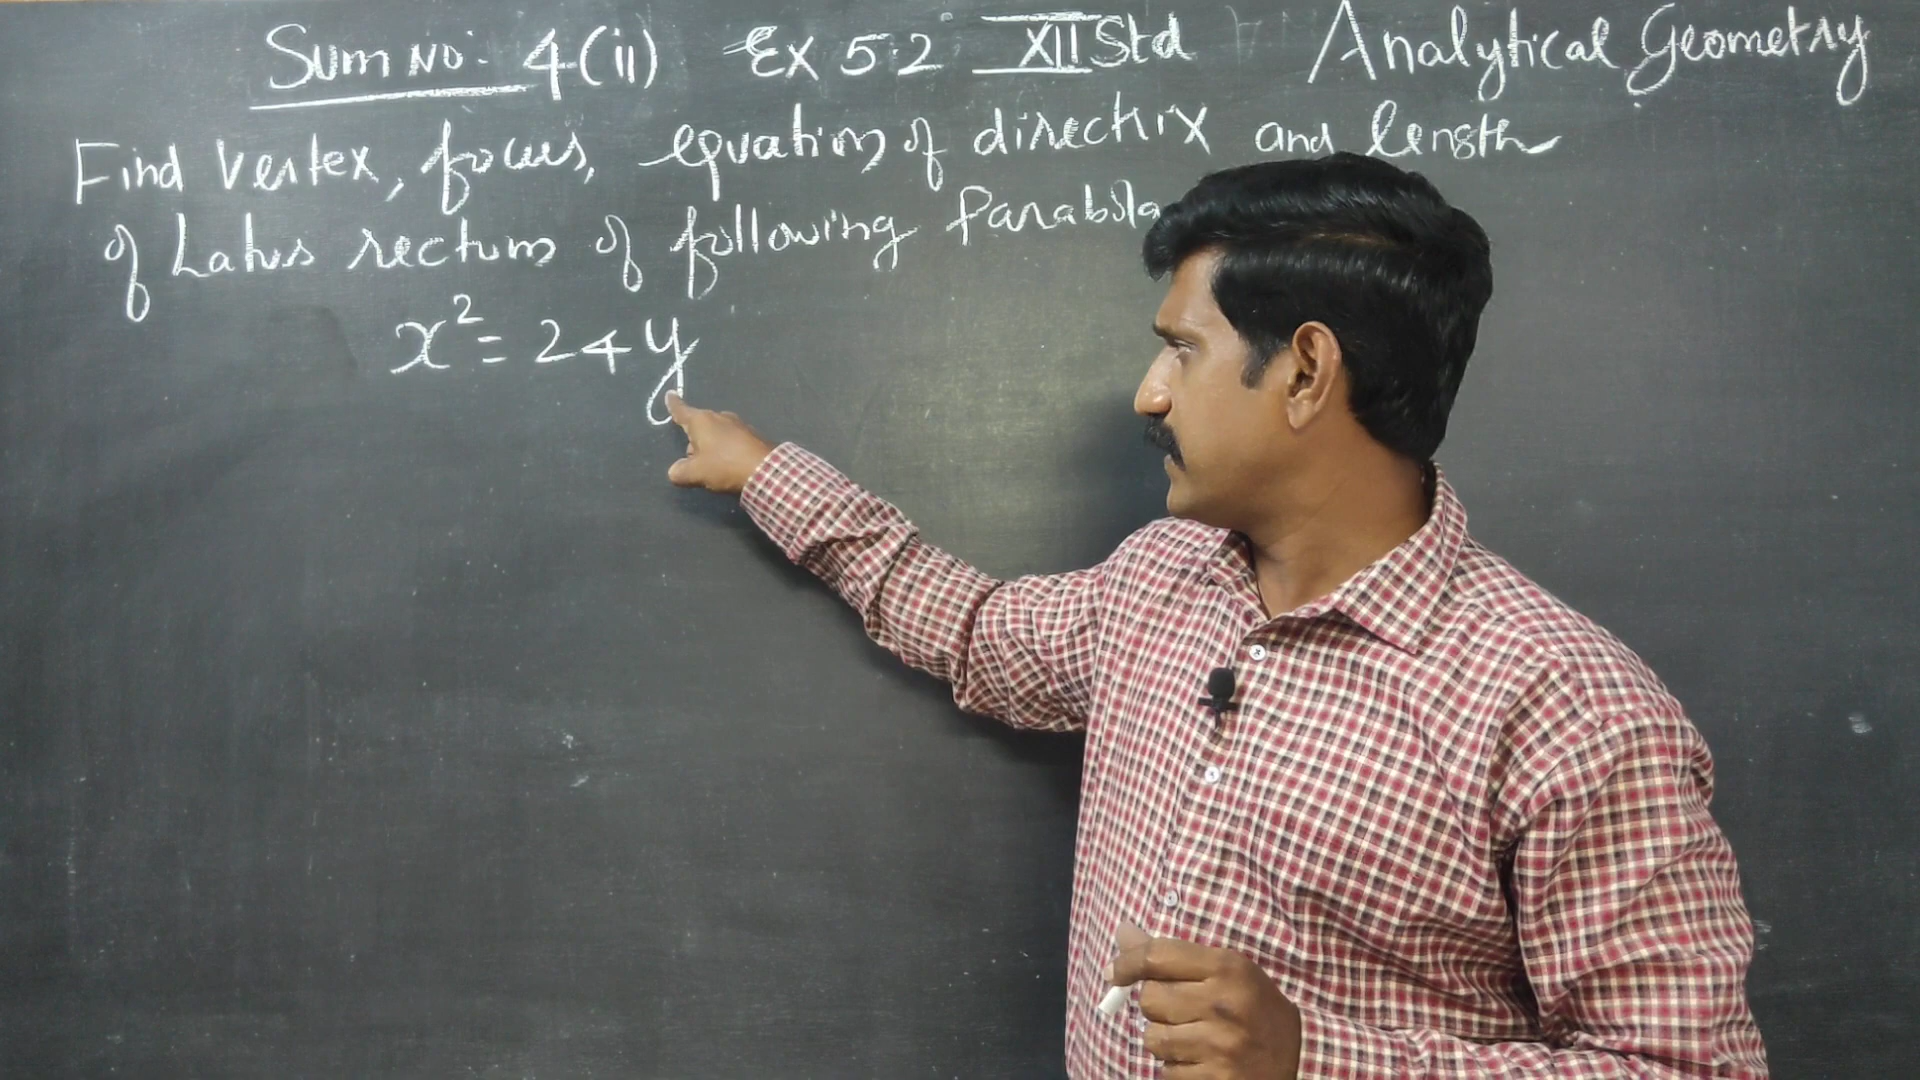 Sum No: 4(ii) Ex 5.2 XII Std Analytical Geometry
Find Vertex, focus, equation of directrix and length
of Latus rectum of following Parabola
x² = 24y